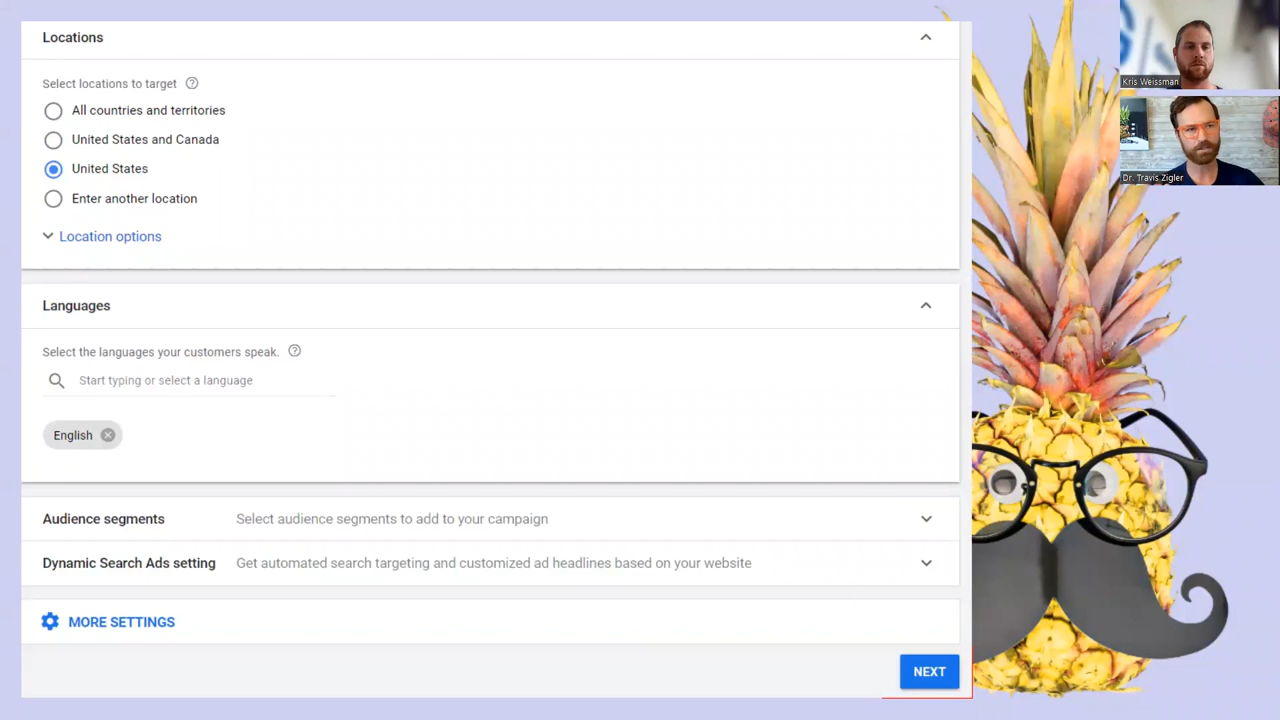 Locations
Select locations to target
All countries and territories
United States and Canada
United States
Enter another location
Location options
Languages
Select the languages your customers speak.
Start typing or select a language
English
Audience segments Select audience segments to add to your campaign
Dynamic Search Ads setting Get automated search targeting and customized ad headlines based on your website
MORE SETTINGS
NEXT
Kris Weissman
Dr. Travis Zigler